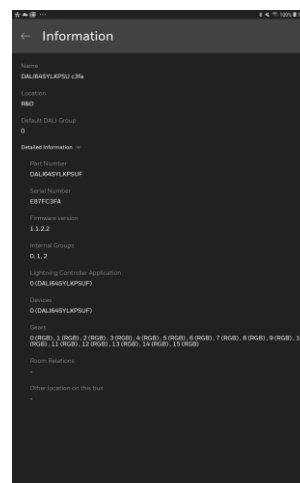 100%
← Information
Name
DALI64SYLKPSU c3fa
Location
R&D
Default DALI Group
0
Detailed Information
Part Number
DALI64SYLKPSUF
Serial Number
E87FC3FA
Firmware version
1.1.2.2
Internal Groups
0, 1, 2
Lightning Controller Application
0 (DALI64SYLKPSUF)
Devices
0 (DALI64SYLKPSUF)
Gears
0 (RGB) , 1 (RGB) , 2 (RGB) , 3 (RGB) , 4 (RGB) , 5 (RGB) , 6 (RGB) , 7 (RGB) , 8 (RGB) , 9 (RGB) , 10
(RGB) , 11 (RGB) , 12 (RGB) , 13 (RGB) , 14 (RGB) , 15 (RGB)
Room Relations
-
Other location on this bus
-